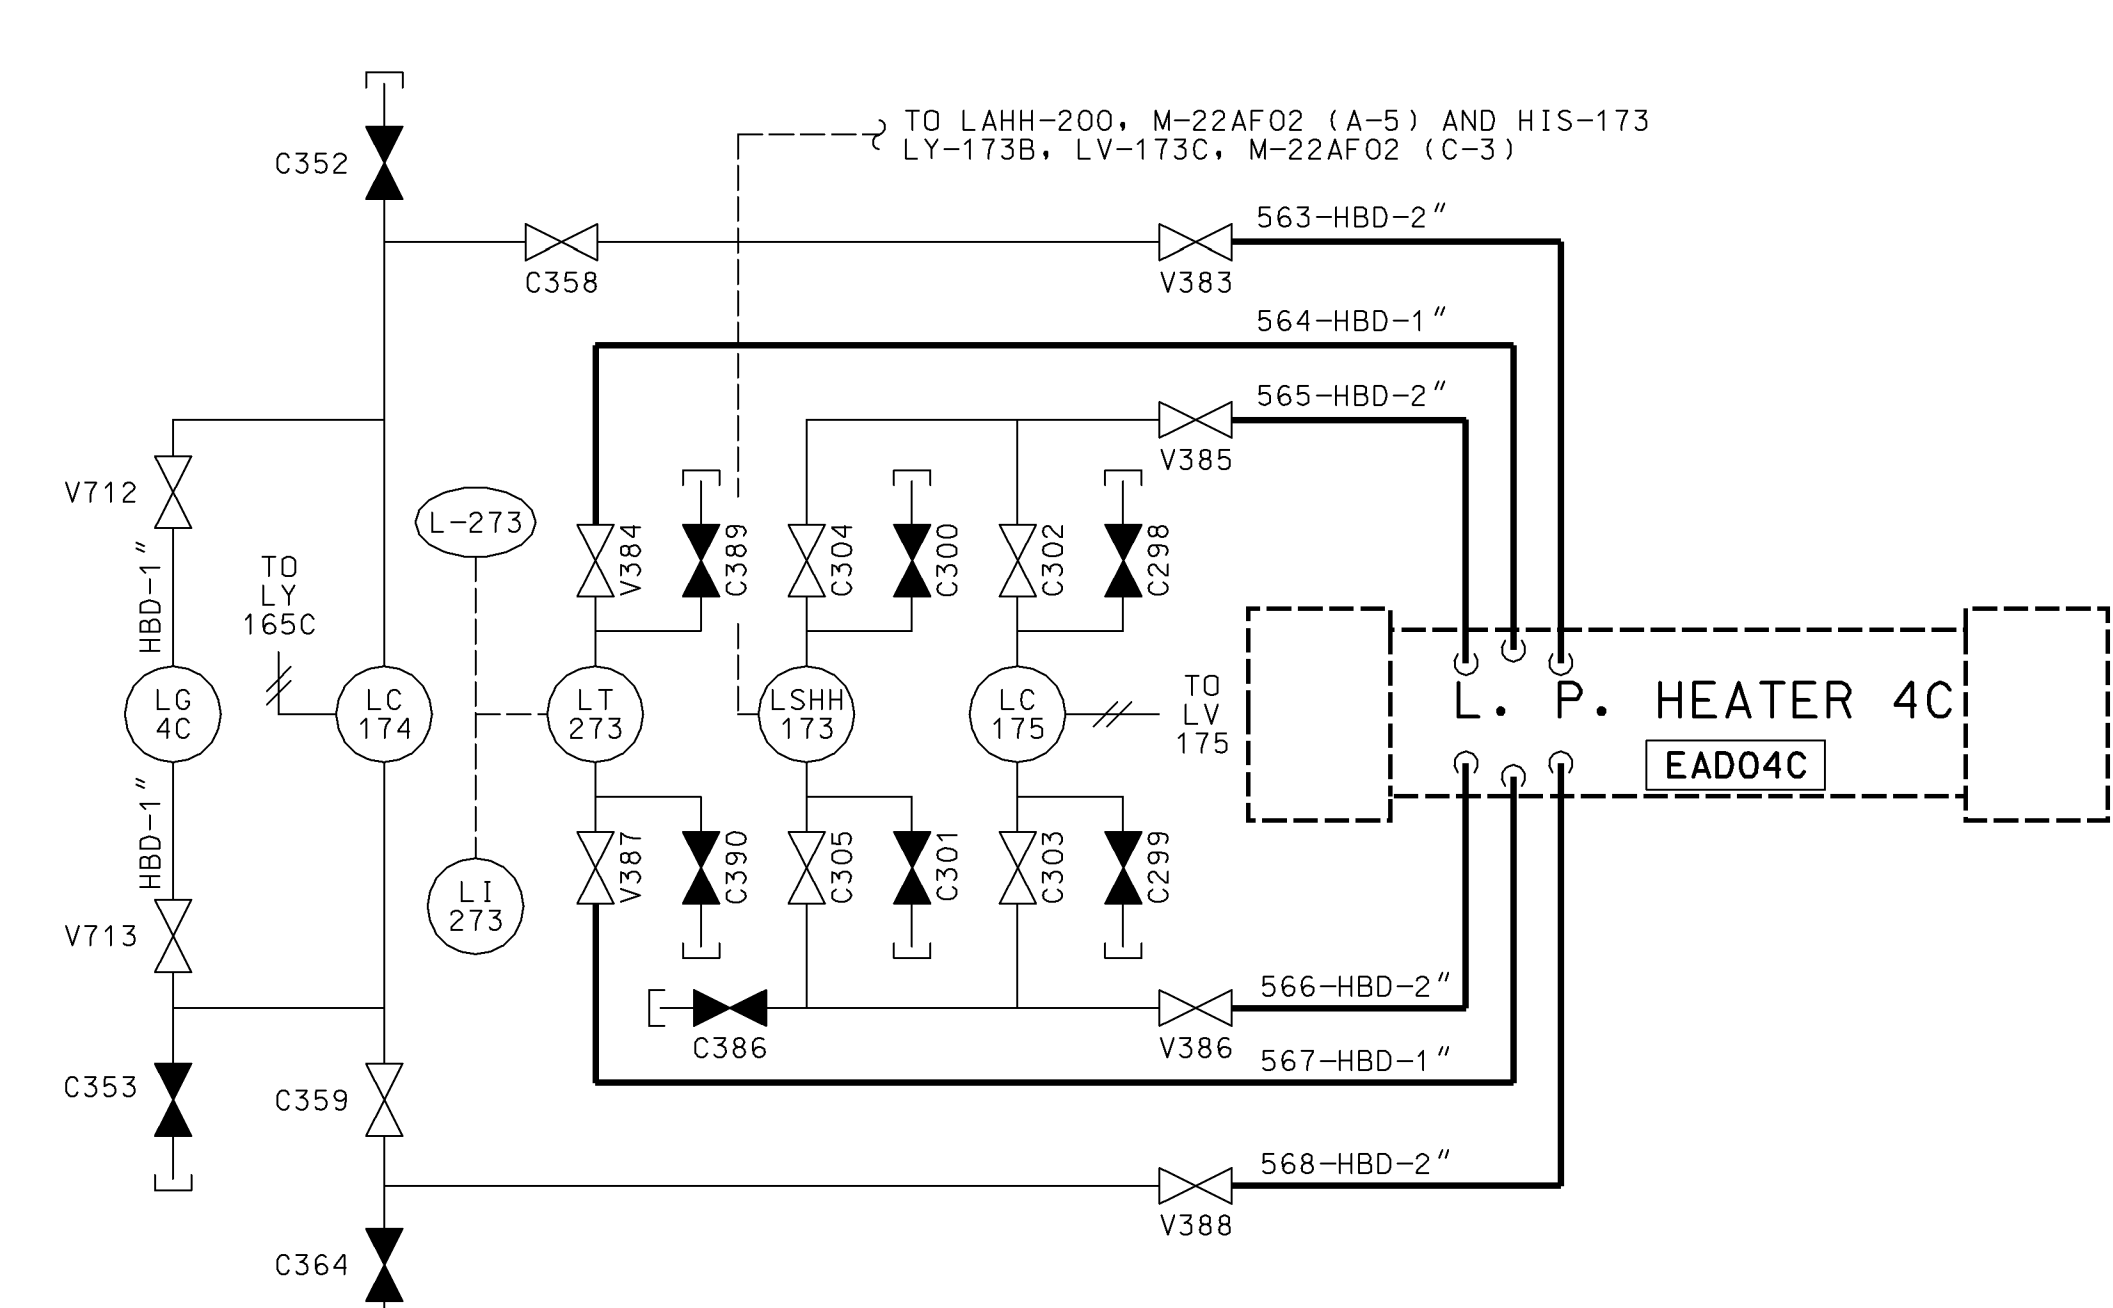 TO LAHH-200, M-22AF02 (A-5) AND HIS-173
LY-173B, LV-173C, M-22AF02 (C-3)
C352
563-HBD-2"
C358
V383
564-HBD-1"
565-HBD-2"
V385
V712
L-273
V384
C389
C304
C300
C302
C298
HBD-1"
TO
LY
165C
LG
4C
LC
174
LT
273
LSHH
173
LC
175
TO
LV
175
L. P. HEATER 4C
EAD04C
HBD-1"
V387
C390
C305
C301
C303
C299
LI
273
V713
566-HBD-2"
C386
V386
567-HBD-1"
C353
C359
568-HBD-2"
V388
C364